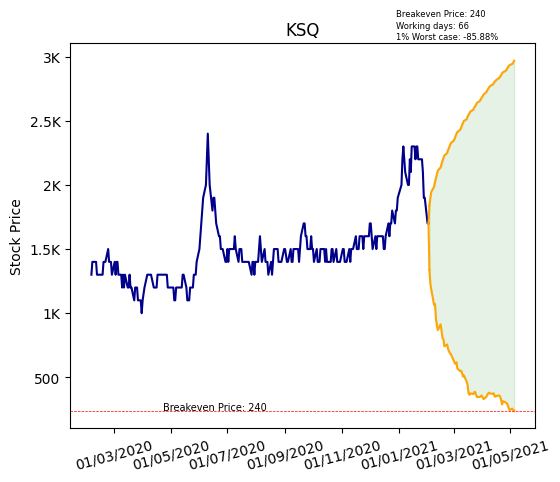 Breakeven Price: 240
Working days: 66
1% Worst case: -85.88%
KSQ
Stock Price
3K
2.5K
2K
1.5K
1K
500
Breakeven Price: 240
01/03/2020
01/05/2020
01/07/2020
01/09/2020
01/11/2020
01/01/2021
01/03/2021
01/05/2021